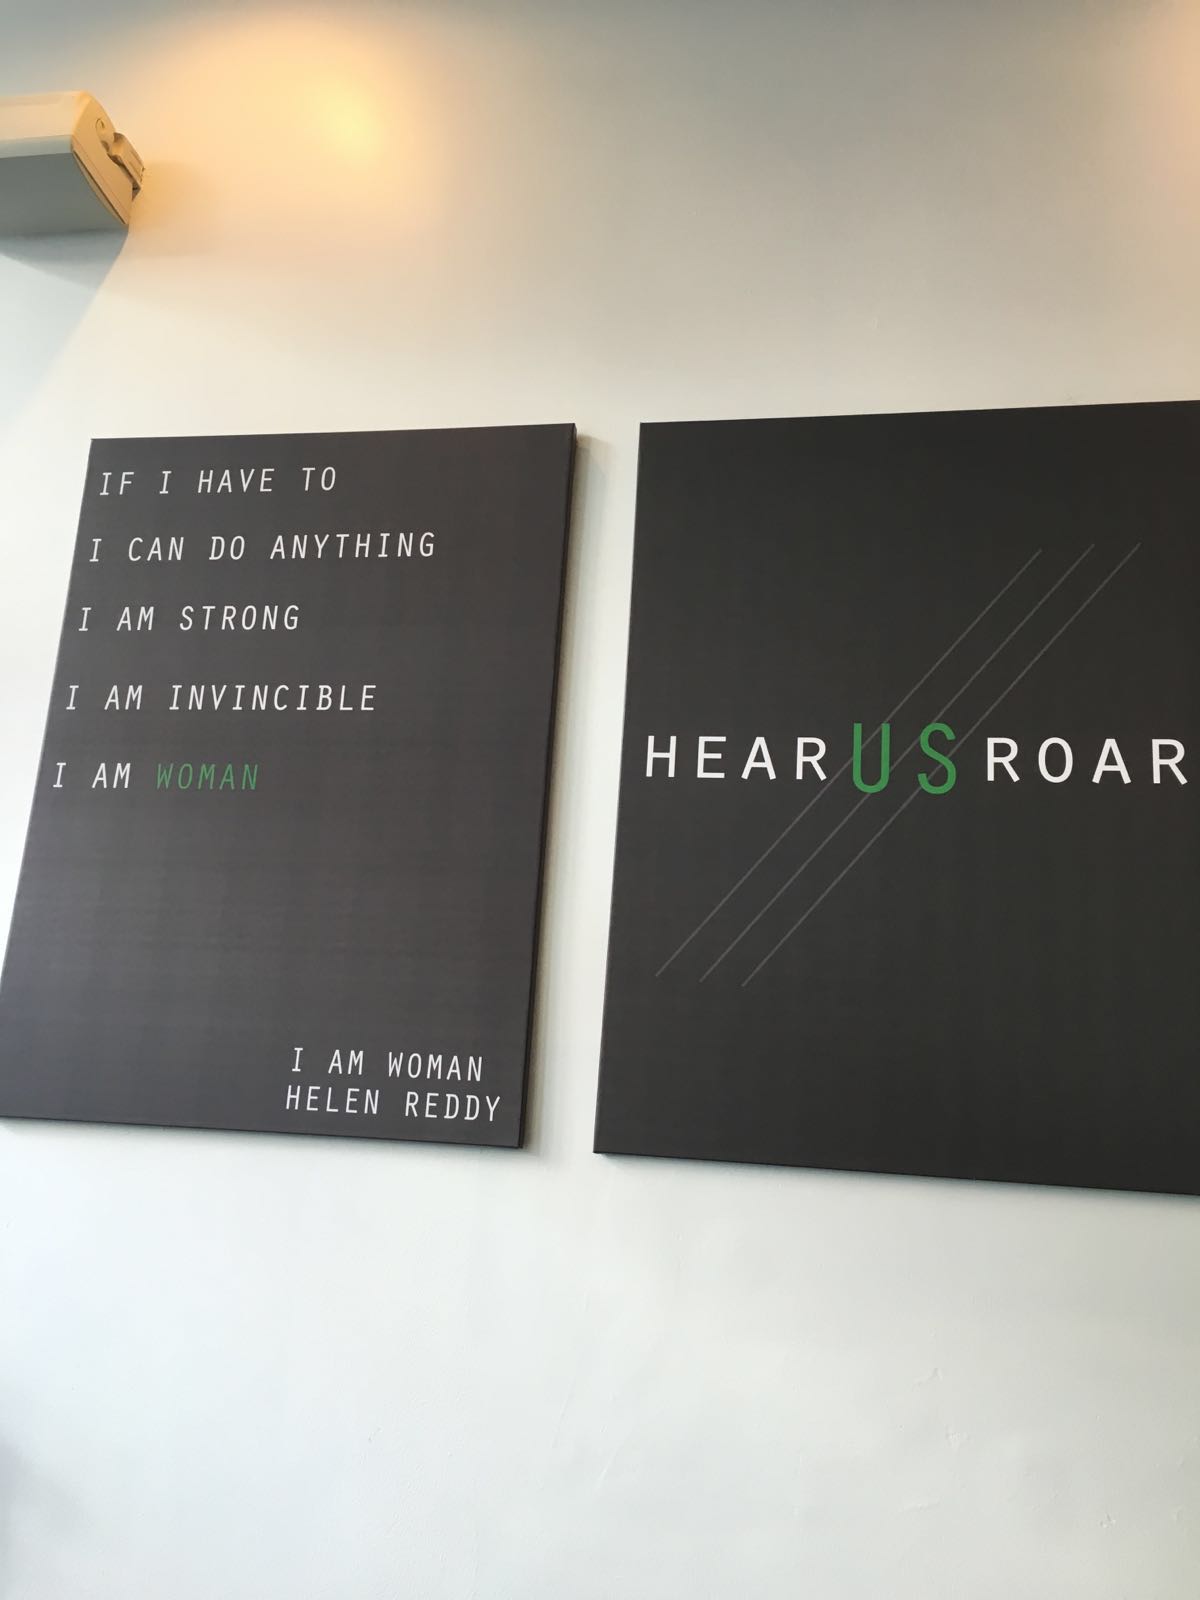 IF I HAVE TO
I CAN DO ANYTHING
I AM STRONG
I AM INVINCIBLE
I AM WOMAN
I AM WOMAN
HELEN REDDY
HEAR US ROAR